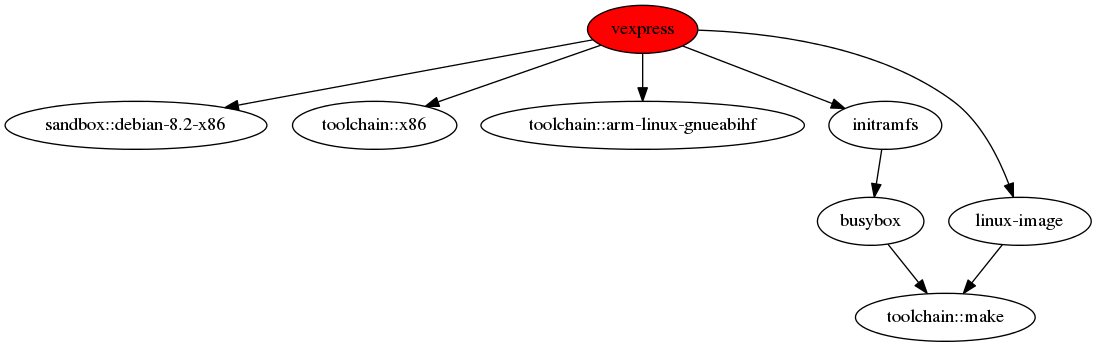 vexpress
sandbox::debian-8.2-x86
toolchain::x86
toolchain::arm-linux-gnueabihf
initramfs
busybox
linux-image
toolchain::make